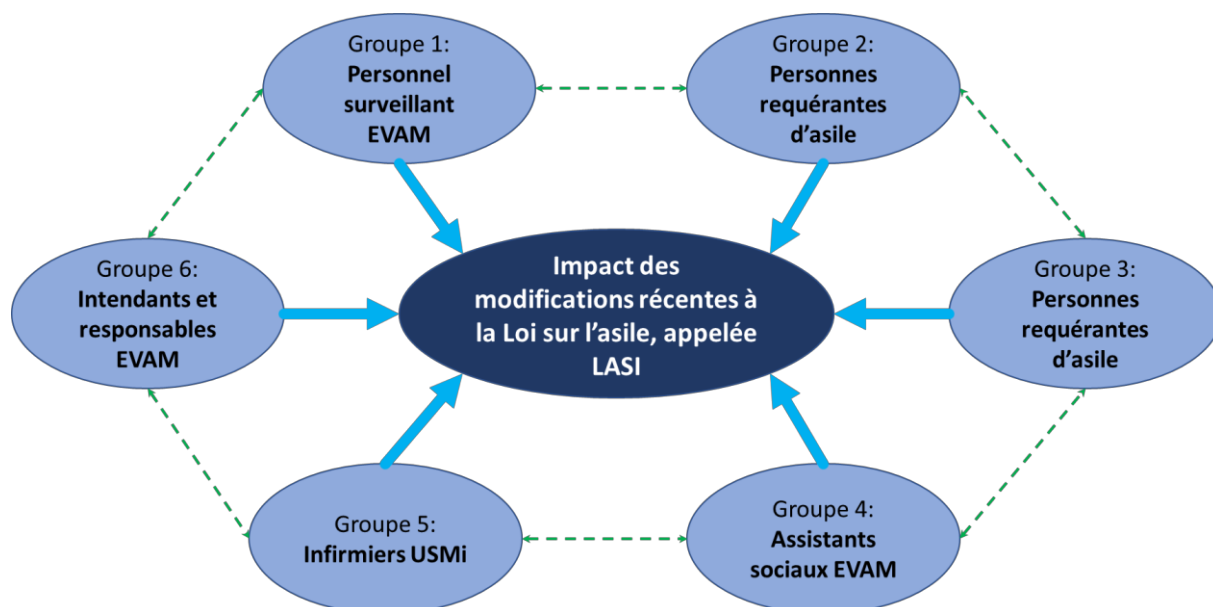 Groupe 1:
Personnel
surveillant
EVAM
Groupe 2:
Personnes
requérantes
d’asile
Groupe 6:
Intendants et
responsables
EVAM
Impact des
modifications récentes à
la Loi sur l’asile, appelée
LASI
Groupe 3:
Personnes
requérantes
d’asile
Groupe 5:
Infirmiers USMi
Groupe 4:
Assistants
sociaux EVAM